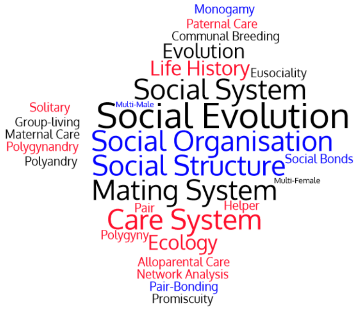 Monogamy
Paternal Care
Communal Breeding
Evolution
Life History
Eusociality
Social System
Solitary
Multi-Male
Social Evolution
Group-living
Maternal Care
Social Organisation
Polygynandry
Social Structure
Social Bonds
Polyandry
Mating System
Multi-Female
Pair
Helper
Care System
Polygyny
Ecology
Alloparental Care
Network Analysis
Pair-Bonding
Promiscuity